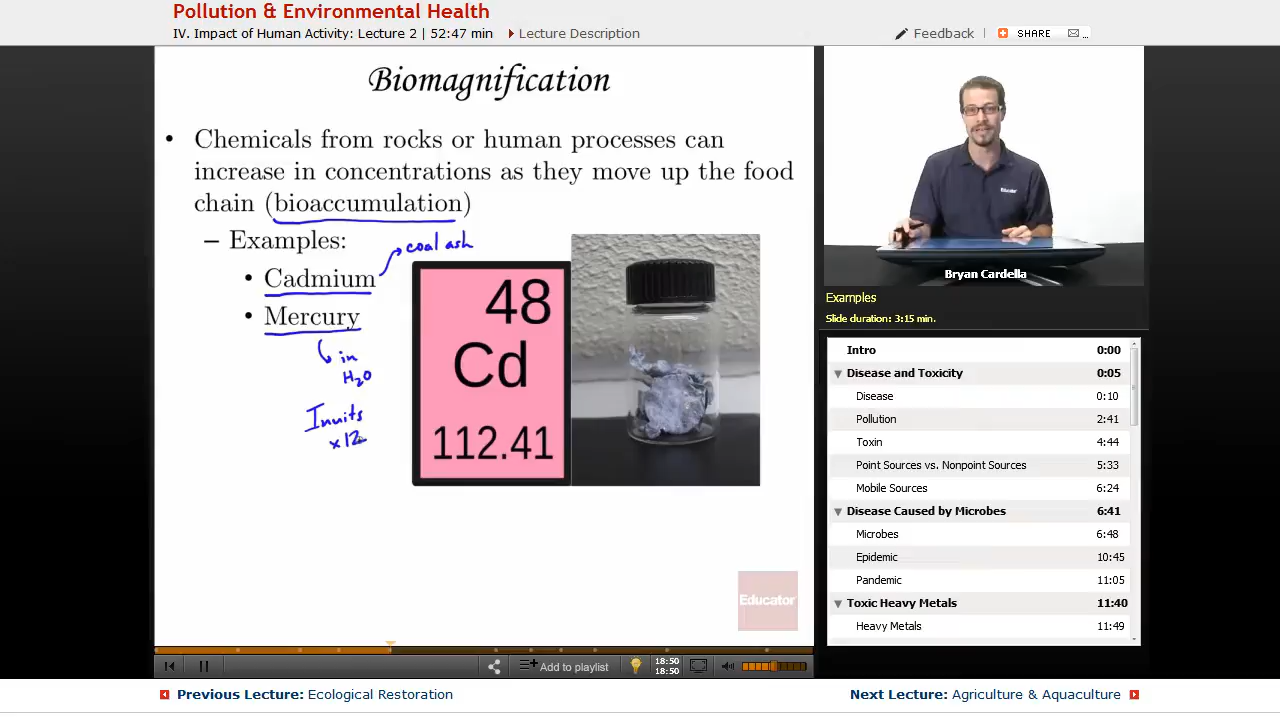 Pollution & Environmental Health
IV. Impact of Human Activity: Lecture 2 | 52:47 min
Lecture Description
Feedback
SHARE
Biomagnification
• Chemicals from rocks or human processes can
increase in concentrations as they move up the food
chain (bioaccumulation)
– Examples:
coal ash
• Cadmium
• Mercury
in
H2O
Inuits
x12
48
Cd
112.41
Educator
Educator
Bryan Cardella
Examples
Slide duration: 3:15 min.
Intro 0:00
Disease and Toxicity 0:05
Disease 0:10
Pollution 2:41
Toxin 4:44
Point Sources vs. Nonpoint Sources 5:33
Mobile Sources 6:24
Disease Caused by Microbes 6:41
Microbes 6:48
Epidemic 10:45
Pandemic 11:05
Toxic Heavy Metals 11:40
Heavy Metals 11:49
Add to playlist
18:50
18:50
Previous Lecture: Ecological Restoration
Next Lecture: Agriculture & Aquaculture